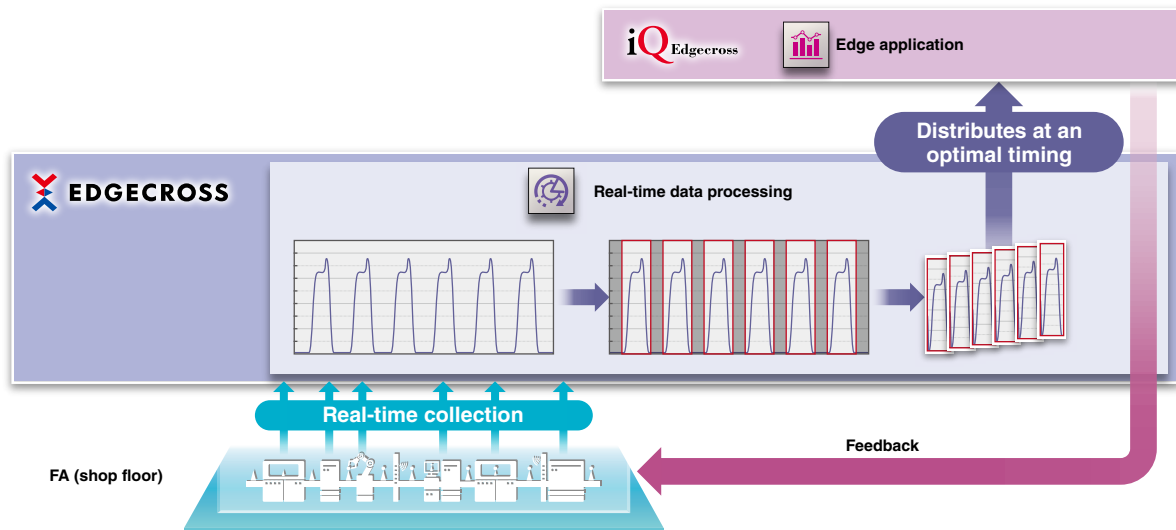 iQ Edgecross
Edge application
Distributes at an
optimal timing
EDGECROSS
Real-time data processing
Real-time collection
Feedback
FA (shop floor)